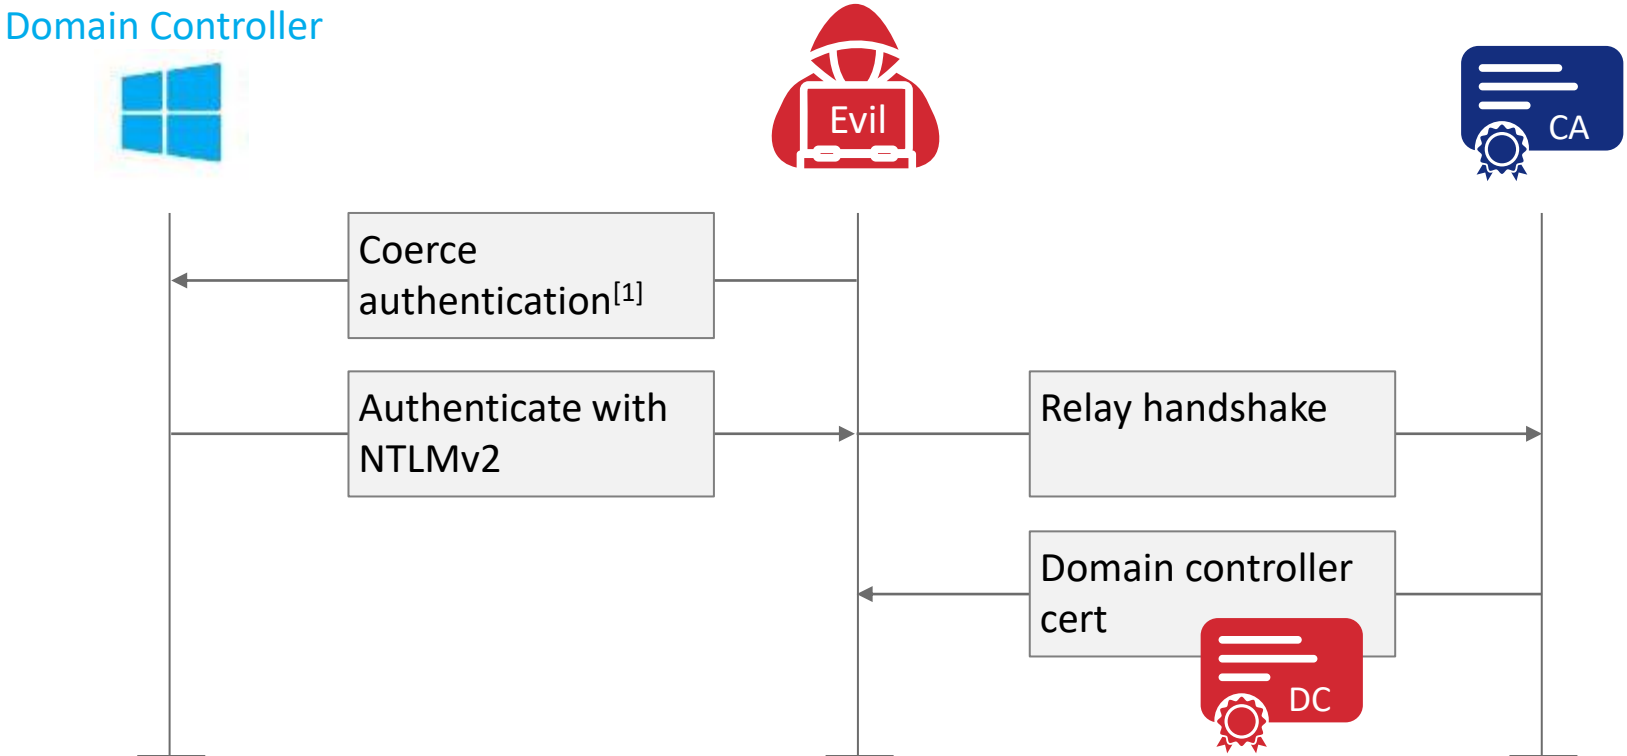 Domain Controller
Evil
CA
Coerce
authentication[1]
Authenticate with
NTLMv2
Relay handshake
Domain controller
cert
DC